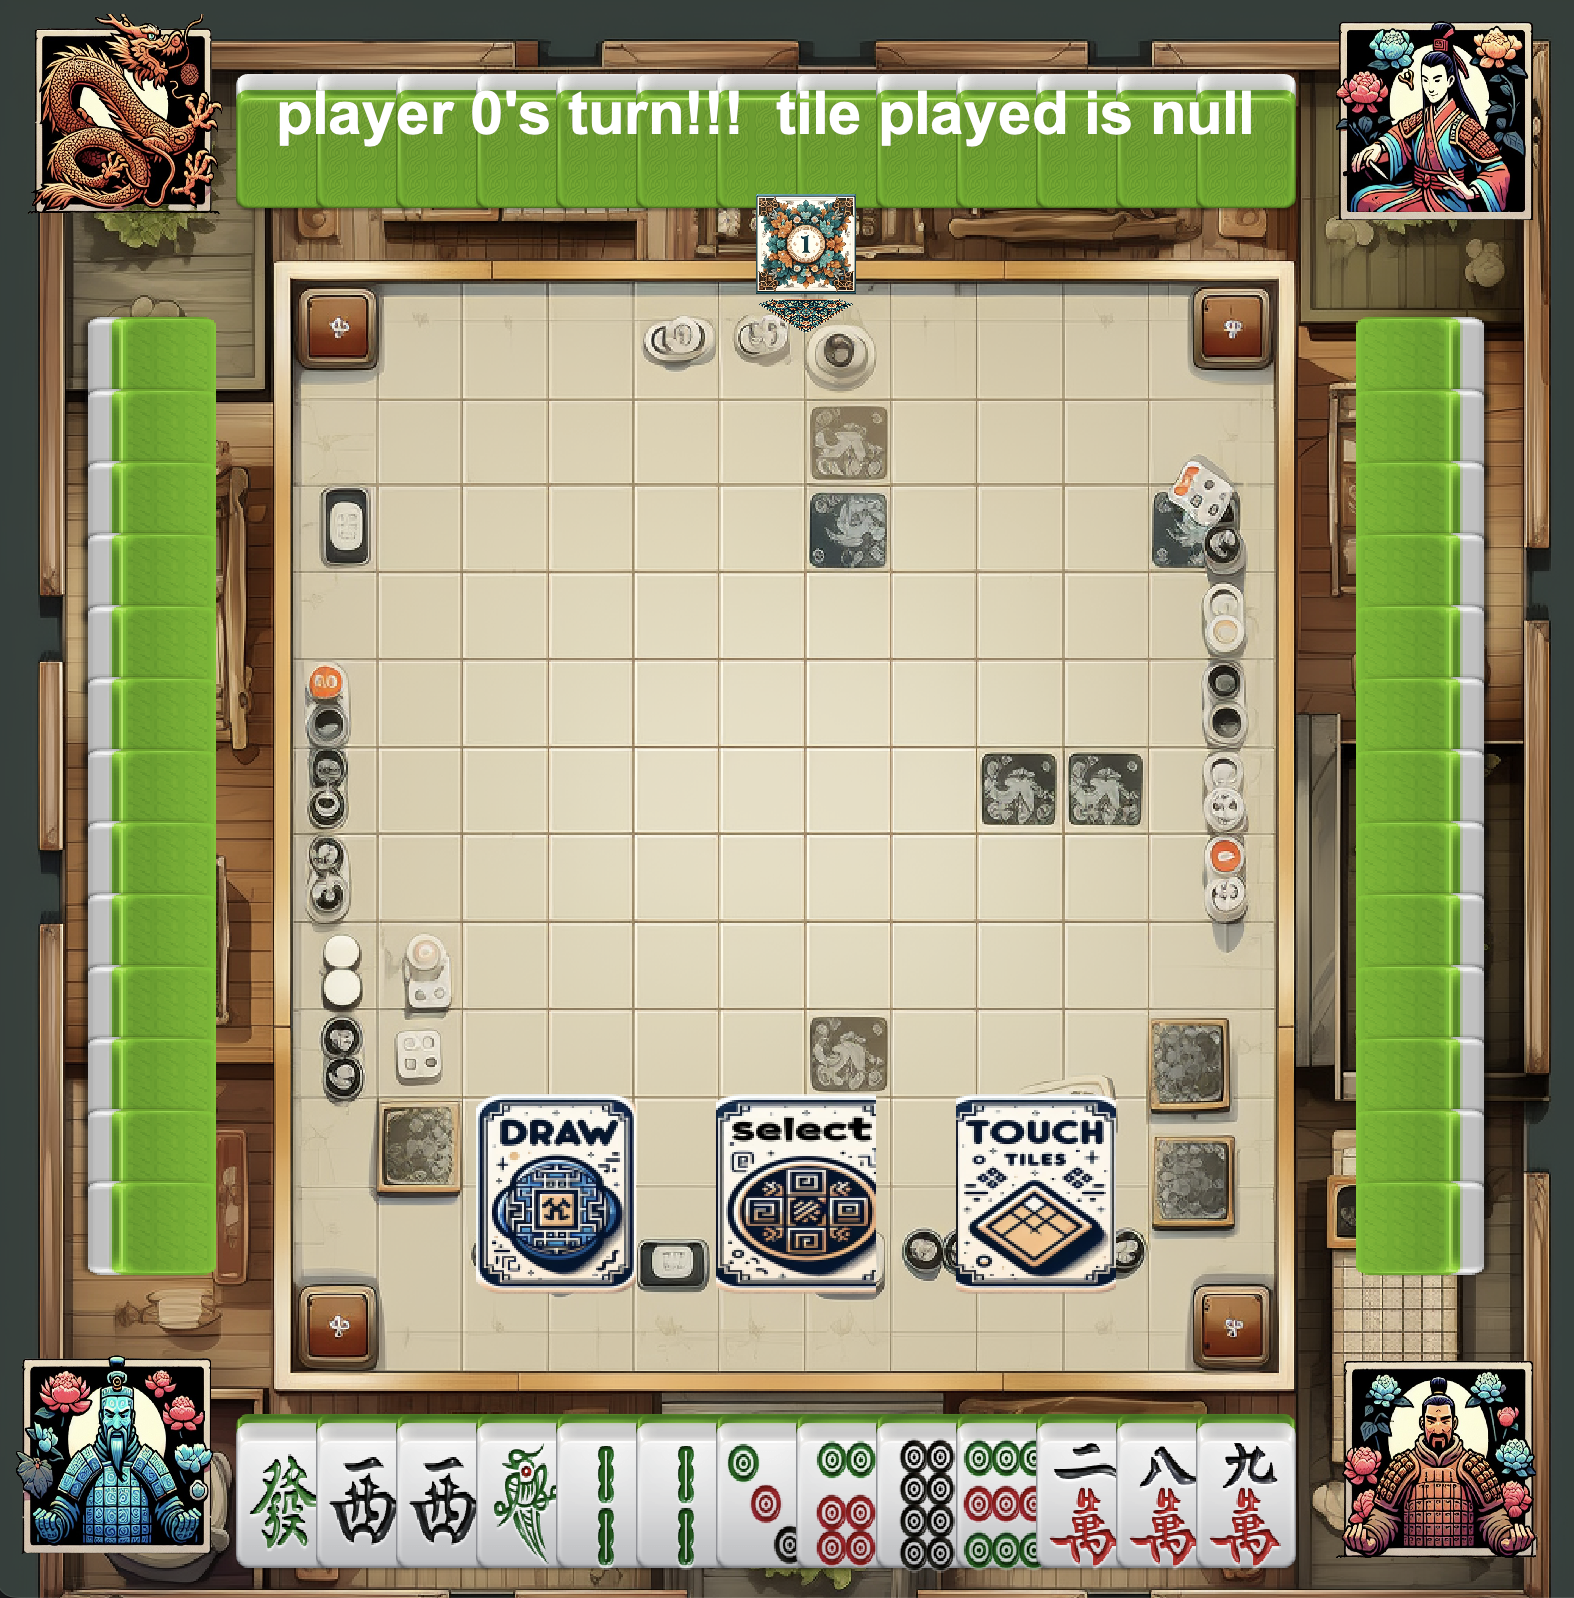 player 0's turn!!!  tile played is null
1
DRAW
select
TOUCH
TILES
發 西 西 二萬 八萬 九萬